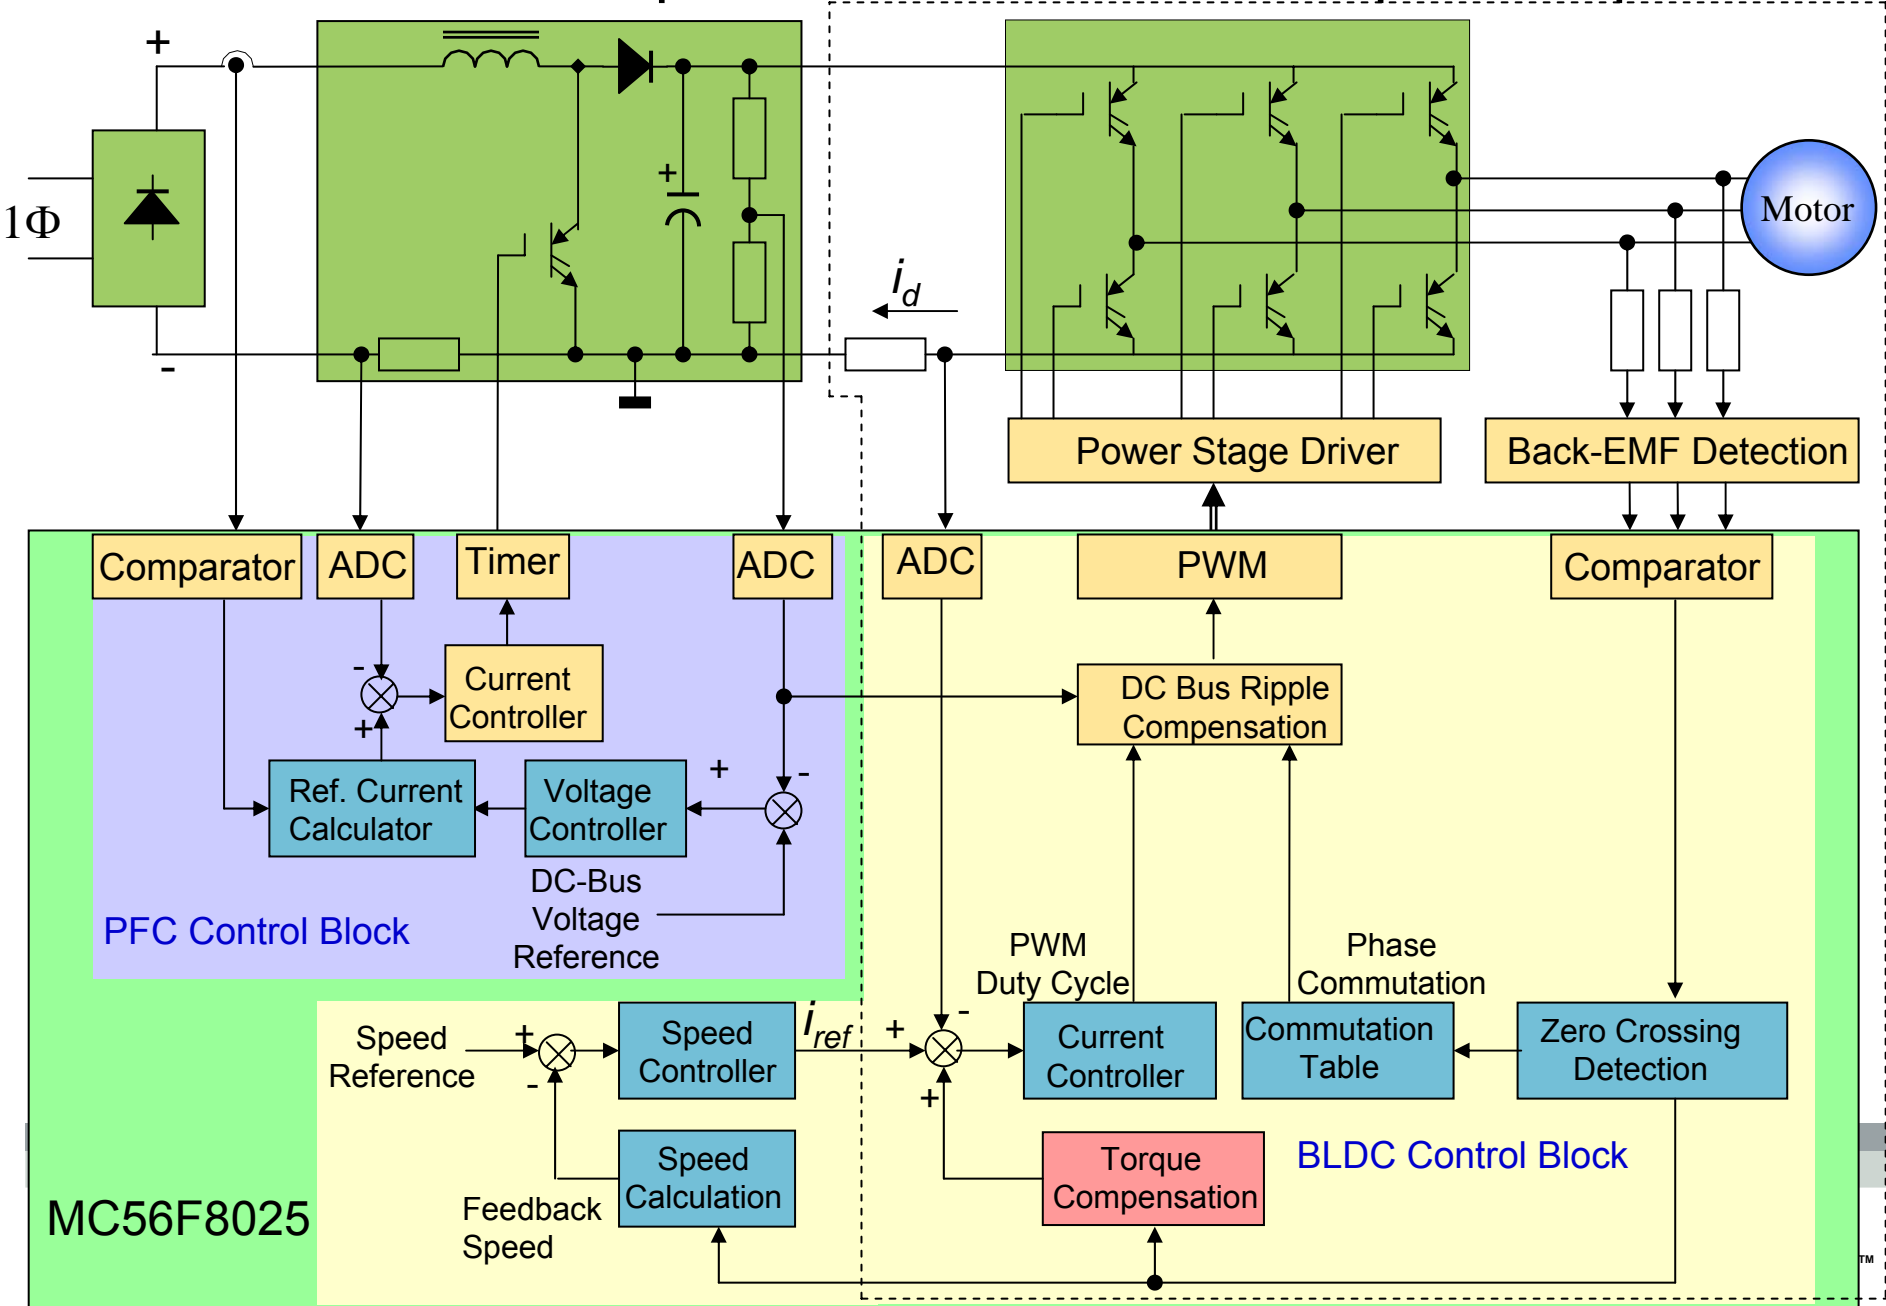 +
1Φ
-
+
i_d
Motor
Power Stage Driver
Back-EMF Detection
Comparator
ADC
Timer
ADC
ADC
PWM
Comparator
-
+
Current
Controller
DC Bus Ripple
Compensation
Ref. Current
Calculator
Voltage
Controller
+
-
DC-Bus
Voltage
Reference
PFC Control Block
PWM
Duty Cycle
Phase
Commutation
Speed
Reference
+
-
Speed
Controller
i_ref
+
-
+
Current
Controller
Commutation
Table
Zero Crossing
Detection
Speed
Calculation
Feedback
Speed
Torque
Compensation
BLDC Control Block
MC56F8025
TM